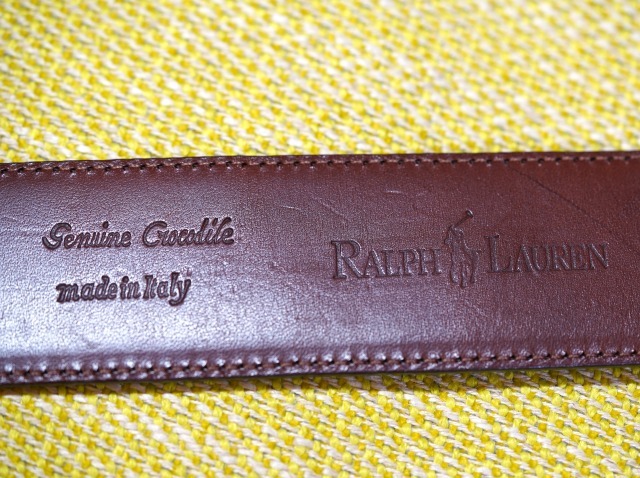 Genuine Crocodile
made in Italy
RALPH LAUREN